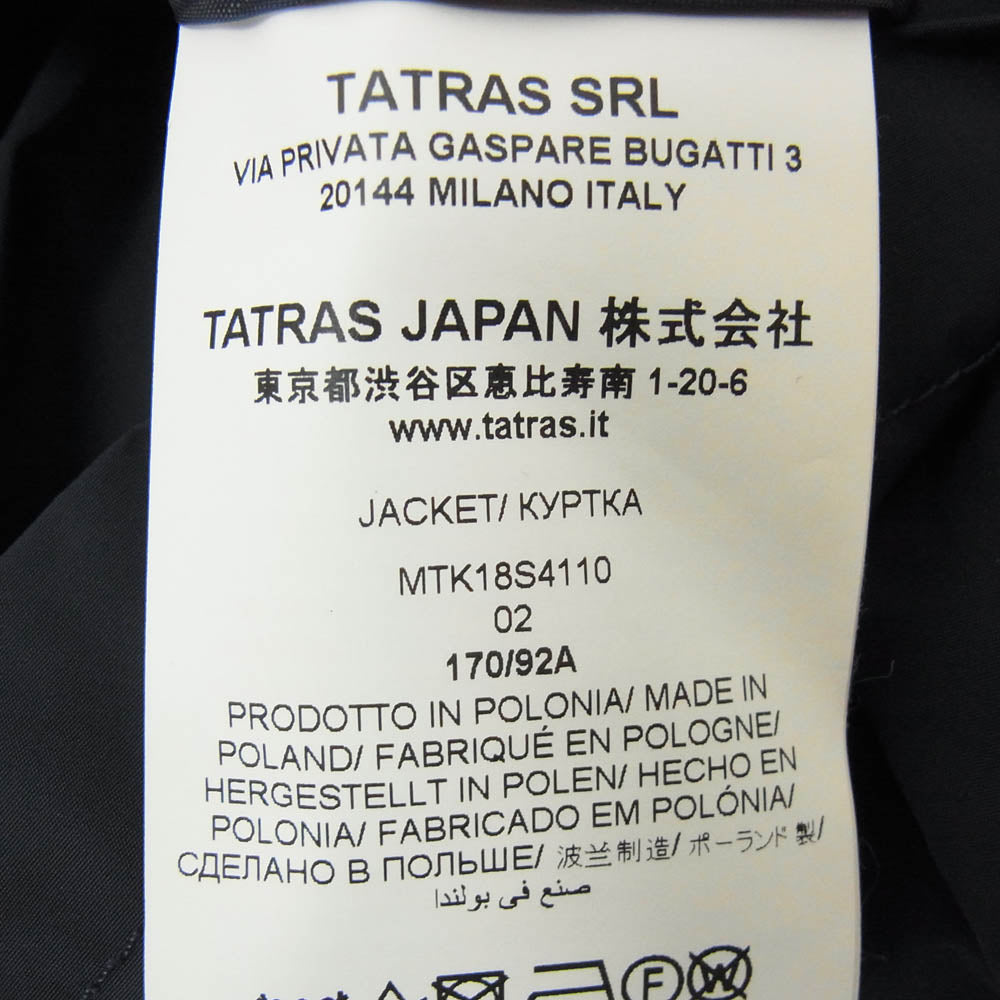 TATRAS SRL
VIA PRIVATA GASPARE BUGATTI 3
20144 MILANO ITALY
TATRAS JAPAN 株式会社
東京都渋谷区恵比寿南 1-20-6
www.tatras.it
JACKET/ КУРТКА
MTK18S4110
02
170/92A
PRODOTTO IN POLONIA/ MADE IN
POLAND/ FABRIQUÉ EN POLOGNE/
HERGESTELLT IN POLEN/ HECHO EN
POLONIA/ FABRICADO EM POLÓNIA/
СДЕЛАНО В ПОЛЬШЕ/ 波兰制造/ ポーランド製/
صنع في بولندا
F W